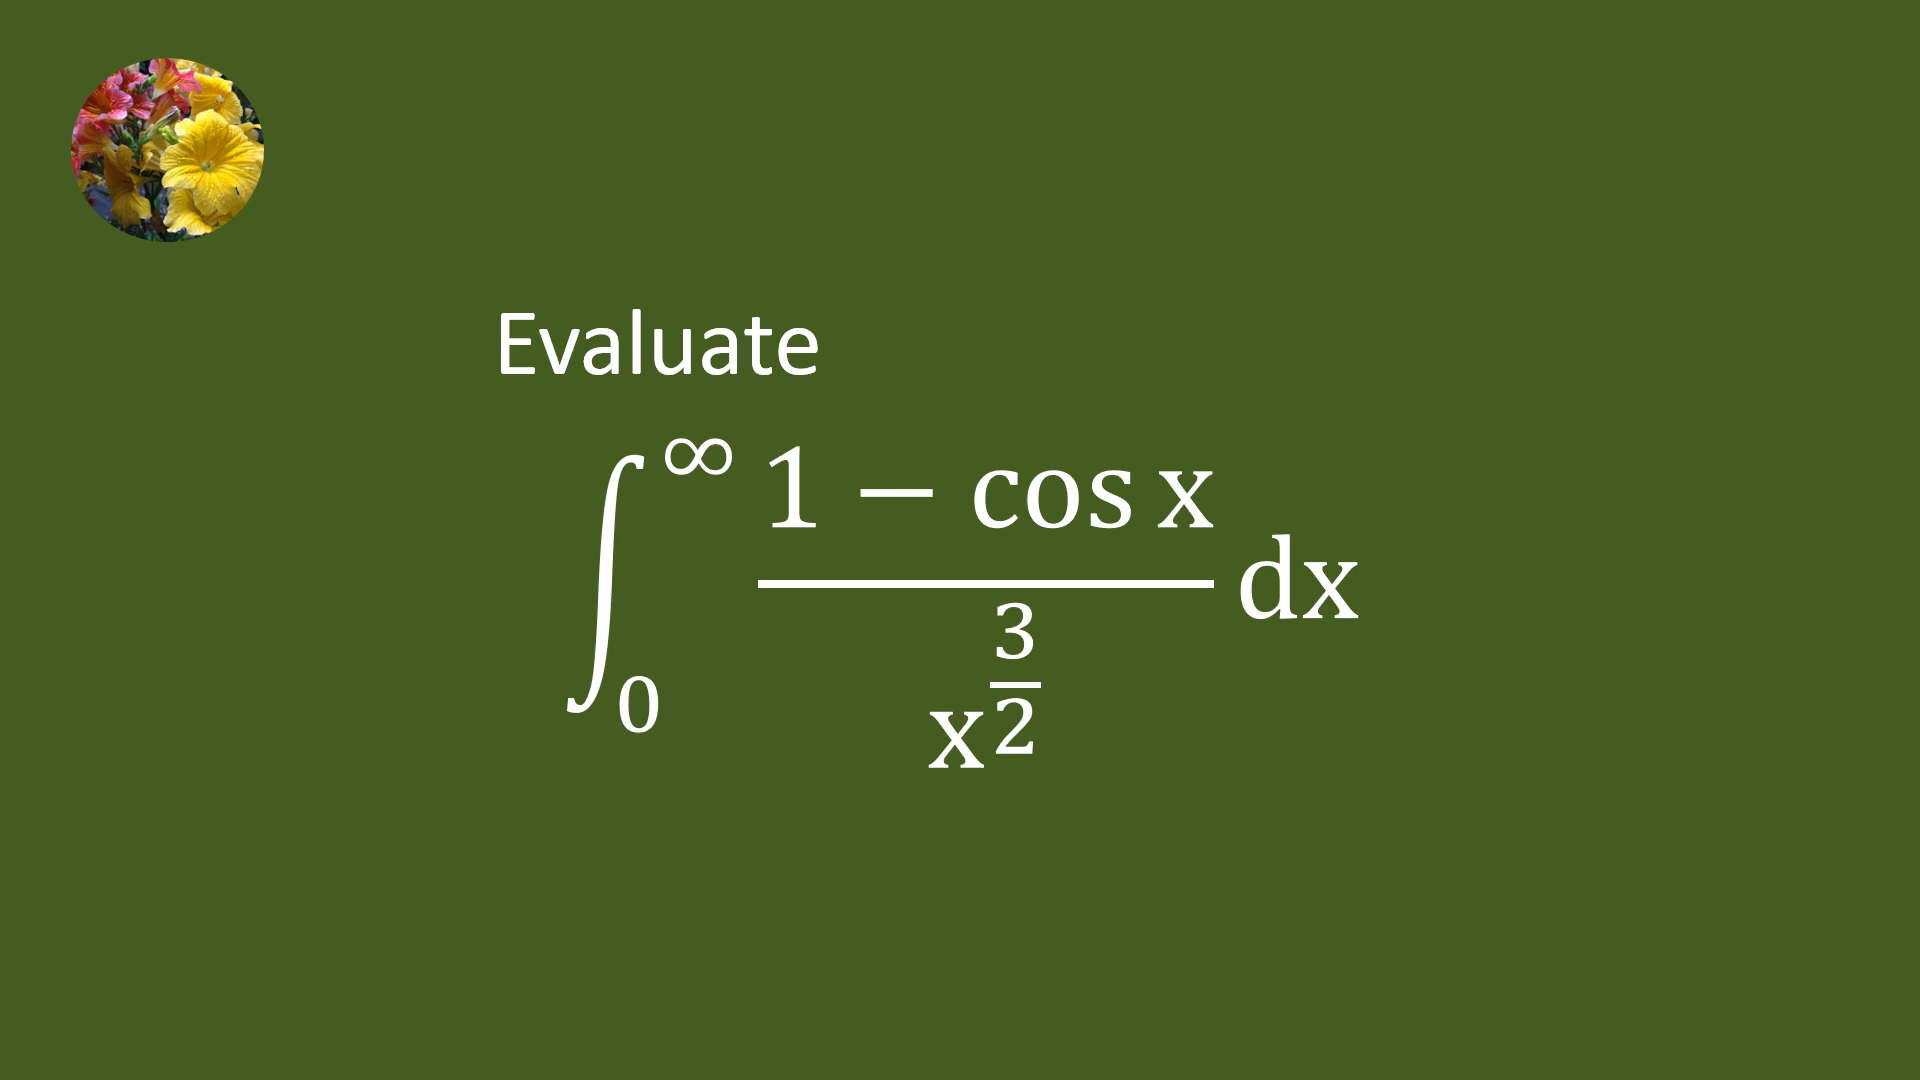 Evaluate
∫₀^∞ (1 − cos x)/(x^(3/2)) dx